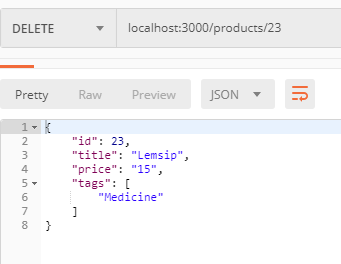 DELETE localhost:3000/products/23
Pretty Raw Preview JSON
1 {
2 "id": 23,
3 "title": "Lemsip",
4 "price": "15",
5 "tags": [
6 "Medicine"
7 ]
8 }